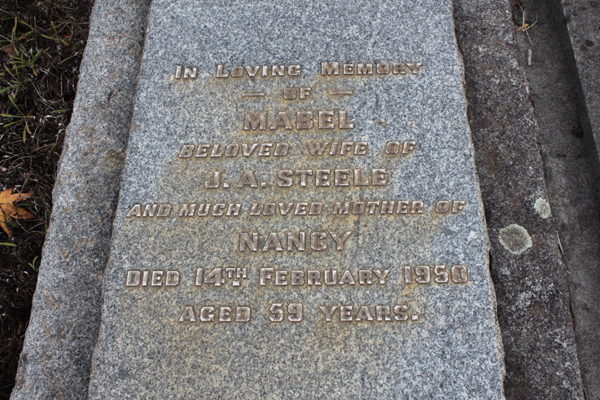 In Loving Memory
— OF —
MABEL
BELOVED WIFE OF
J. A. STEELE
AND MUCH LOVED MOTHER OF
NANCY
DIED 14TH FEBRUARY 1950
AGED 59 YEARS.